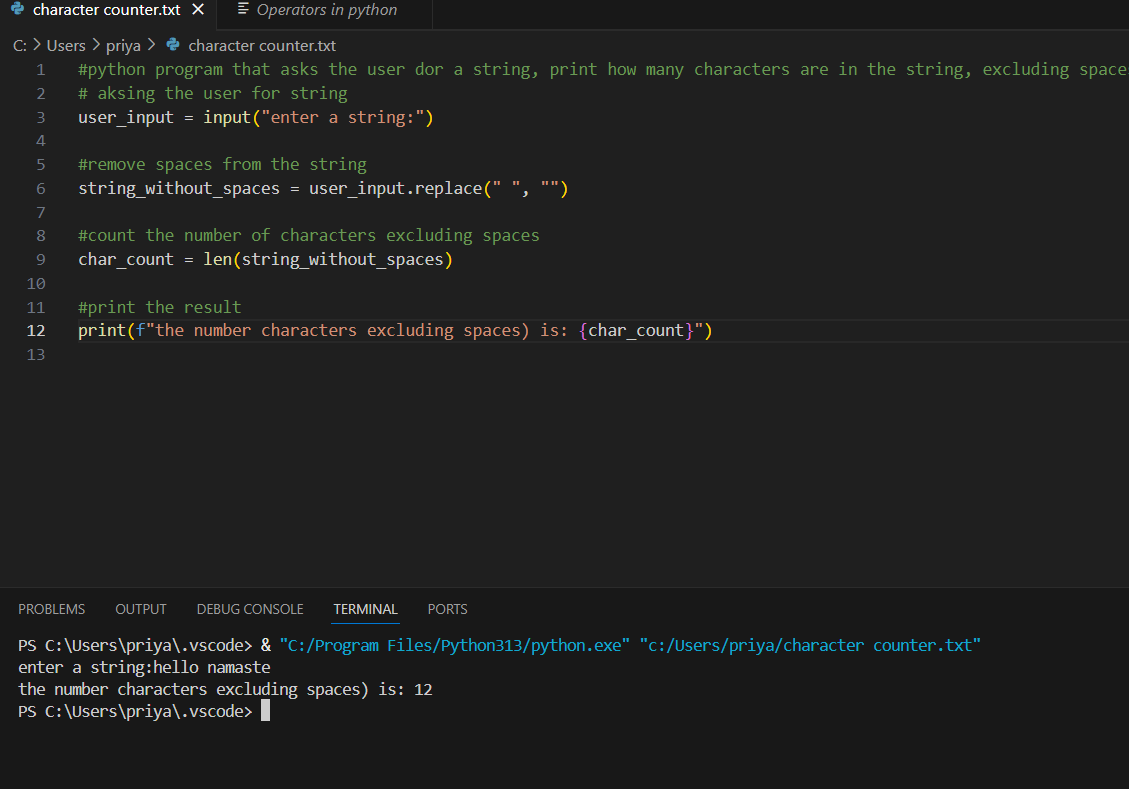 character counter.txt
Operators in python
C: Users priya character counter.txt
1 #python program that asks the user dor a string, print how many characters are in the string, excluding space
2 # aksing the user for string
3 user_input = input("enter a string:")
4
5 #remove spaces from the string
6 string_without_spaces = user_input.replace(" ", "")
7
8 #count the number of characters excluding spaces
9 char_count = len(string_without_spaces)
10
11 #print the result
12 print(f"the number characters excluding spaces) is: {char_count}")
13
PROBLEMS OUTPUT DEBUG CONSOLE TERMINAL PORTS
PS C:\Users\priya\.vscode> & "C:/Program Files/Python313/python.exe" "c:/Users/priya/character counter.txt"
enter a string:hello namaste
the number characters excluding spaces) is: 12
PS C:\Users\priya\.vscode>